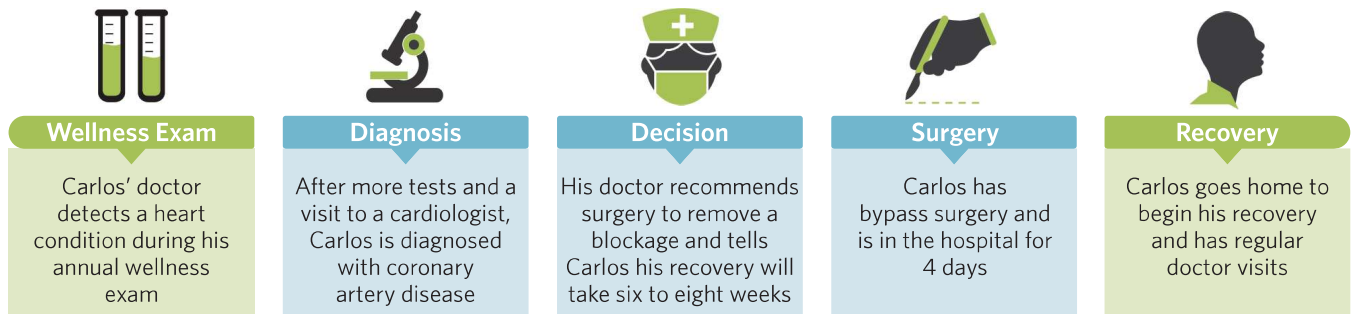 Wellness Exam
Carlos’ doctor
detects a heart
condition during his
annual wellness
exam
Diagnosis
After more tests and a
visit to a cardiologist,
Carlos is diagnosed
with coronary
artery disease
Decision
His doctor recommends
surgery to remove a
blockage and tells
Carlos his recovery will
take six to eight weeks
Surgery
Carlos has
bypass surgery and
is in the hospital for
4 days
Recovery
Carlos goes home to
begin his recovery
and has regular
doctor visits